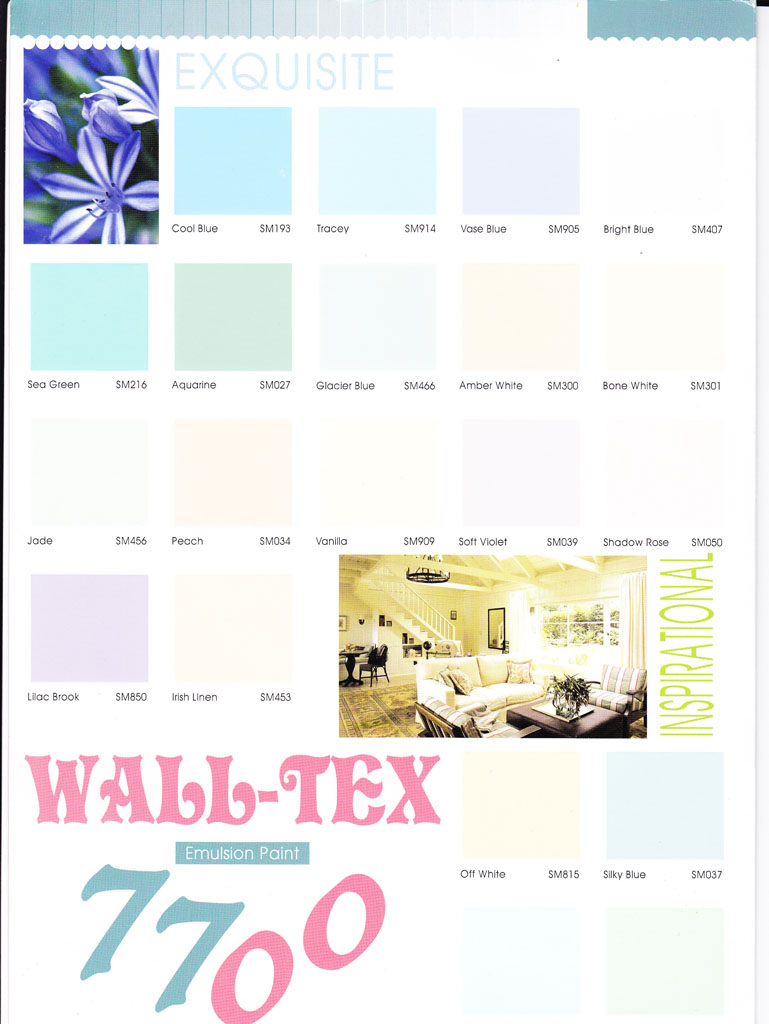 EXQUISITE
Cool Blue SM193 Tracey SM914 Vase Blue SM905 Bright Blue SM407
Sea Green SM216 Aquarine SM027 Glacier Blue SM466 Amber White SM300 Bone White SM301
Jade SM456 Peach SM034 Vanilla SM909 Soft Violet SM039 Shadow Rose SM050
INSPIRATIONAL
Lilac Brook SM850 Irish Linen SM453
WALL-TEX
Emulsion Paint
7700
Off White SM815 Silky Blue SM037